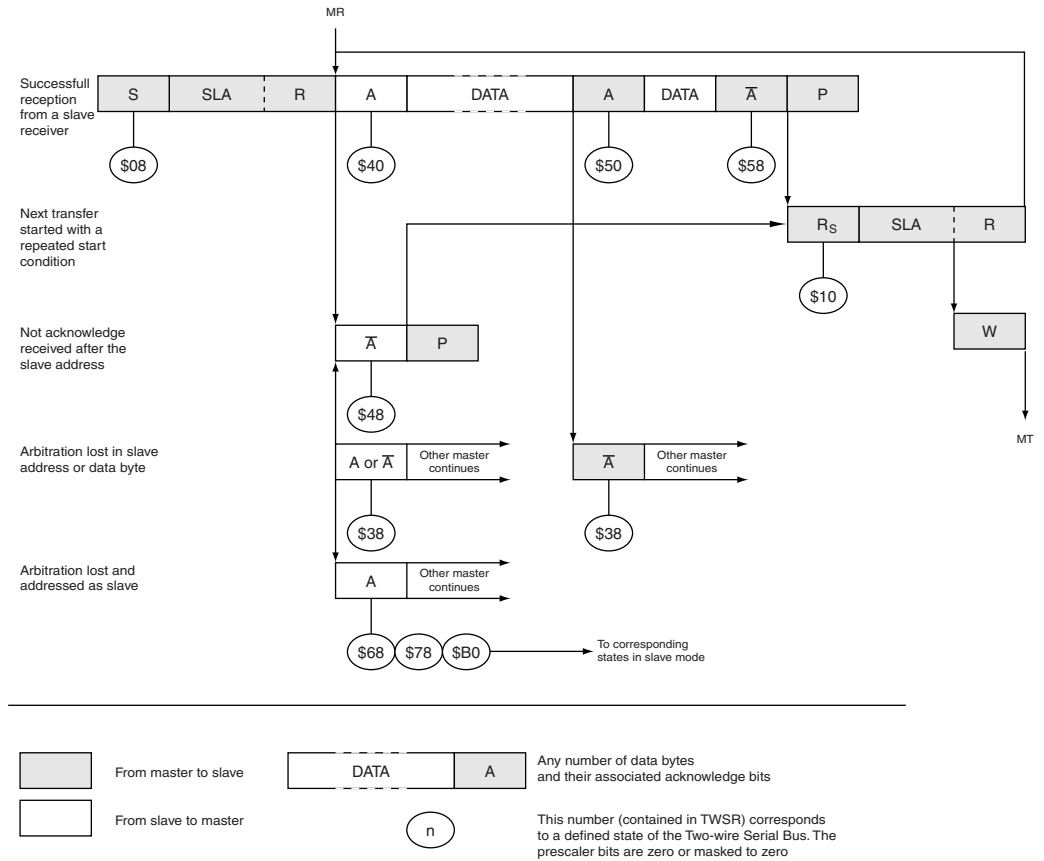 MR
Successfull
reception
from a slave
receiver
S SLA R A DATA A DATA A̅ P
$08 $40 $50 $58
Next transfer
started with a
repeated start
condition
RS SLA R
$10
Not acknowledge
received after the
slave address
A̅ P
W
$48
MT
Arbitration lost in slave
address or data byte
A or A̅
Other master
continues
A̅
Other master
continues
$38 $38
Arbitration lost and
addressed as slave
A
Other master
continues
$68 $78 $B0
To corresponding
states in slave mode
From master to slave
DATA A
Any number of data bytes
and their associated acknowledge bits
From slave to master
n
This number (contained in TWSR) corresponds
to a defined state of the Two-wire Serial Bus. The
prescaler bits are zero or masked to zero